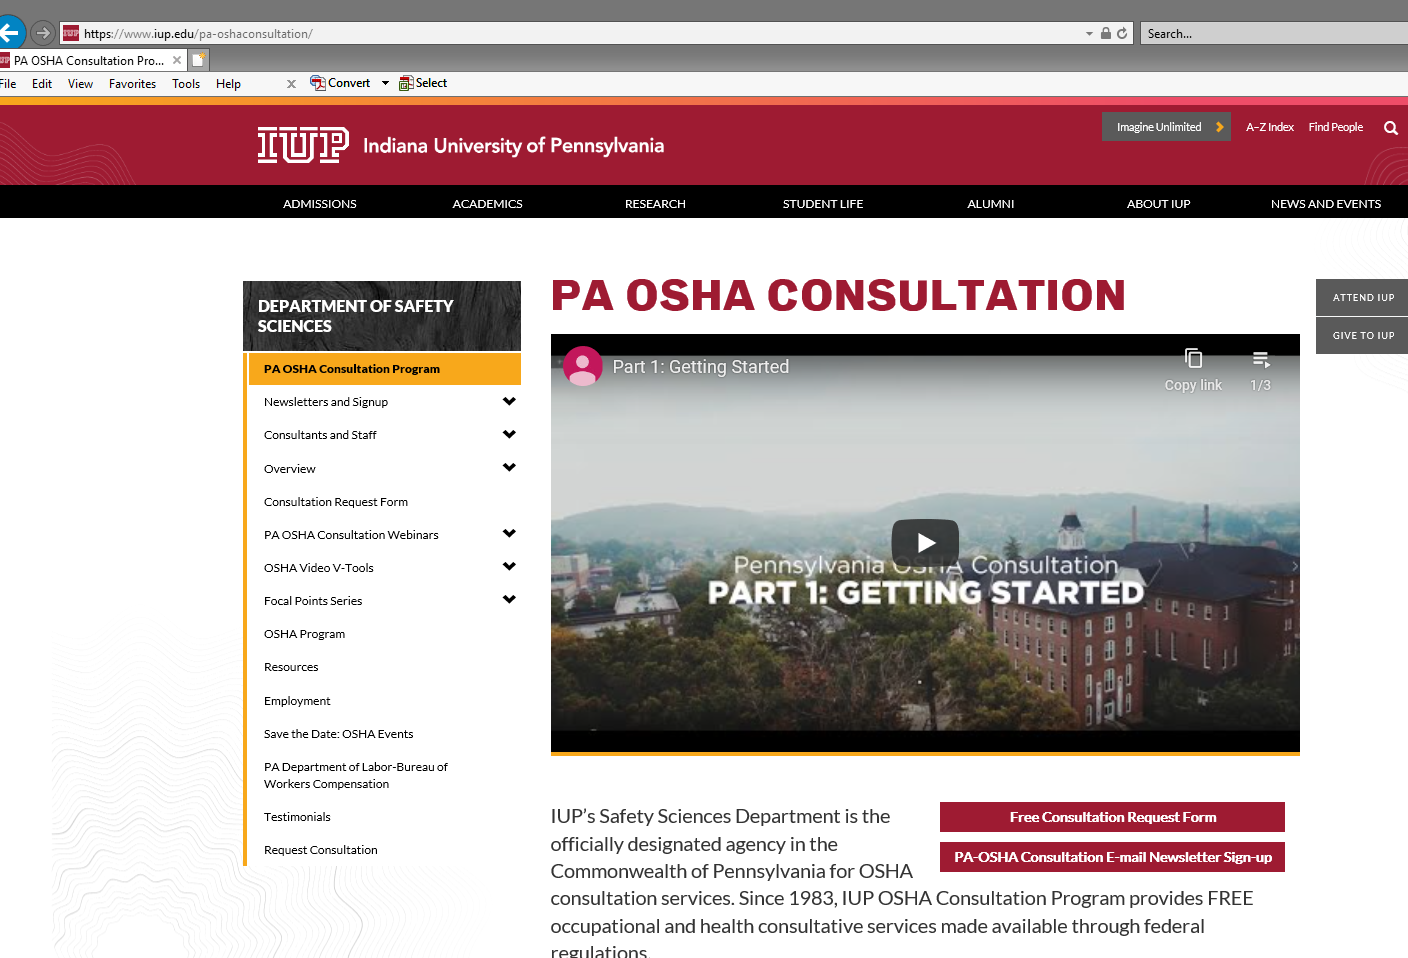 https://www.iup.edu/pa-oshaconsultation/
Search...
IUP PA OSHA Consultation Pro...
File Edit View Favorites Tools Help
x Convert Select
Imagine Unlimited A–Z Index Find People
IUP Indiana University of Pennsylvania
ADMISSIONS ACADEMICS RESEARCH STUDENT LIFE ALUMNI ABOUT IUP NEWS AND EVENTS
DEPARTMENT OF SAFETY
SCIENCES
PA OSHA Consultation Program
Newsletters and Signup
Consultants and Staff
Overview
Consultation Request Form
PA OSHA Consultation Webinars
OSHA Video V-Tools
Focal Points Series
OSHA Program
Resources
Employment
Save the Date: OSHA Events
PA Department of Labor-Bureau of
Workers Compensation
Testimonials
Request Consultation
PA OSHA CONSULTATION
Part 1: Getting Started
Copy link
1/3
Pennsylvania OSHA Consultation
PART 1: GETTING STARTED
ATTEND IUP
GIVE TO IUP
IUP’s Safety Sciences Department is the
officially designated agency in the
Commonwealth of Pennsylvania for OSHA
consultation services. Since 1983, IUP OSHA Consultation Program provides FREE
occupational and health consultative services made available through federal
regulations.
Free Consultation Request Form
PA-OSHA Consultation E-mail Newsletter Sign-up